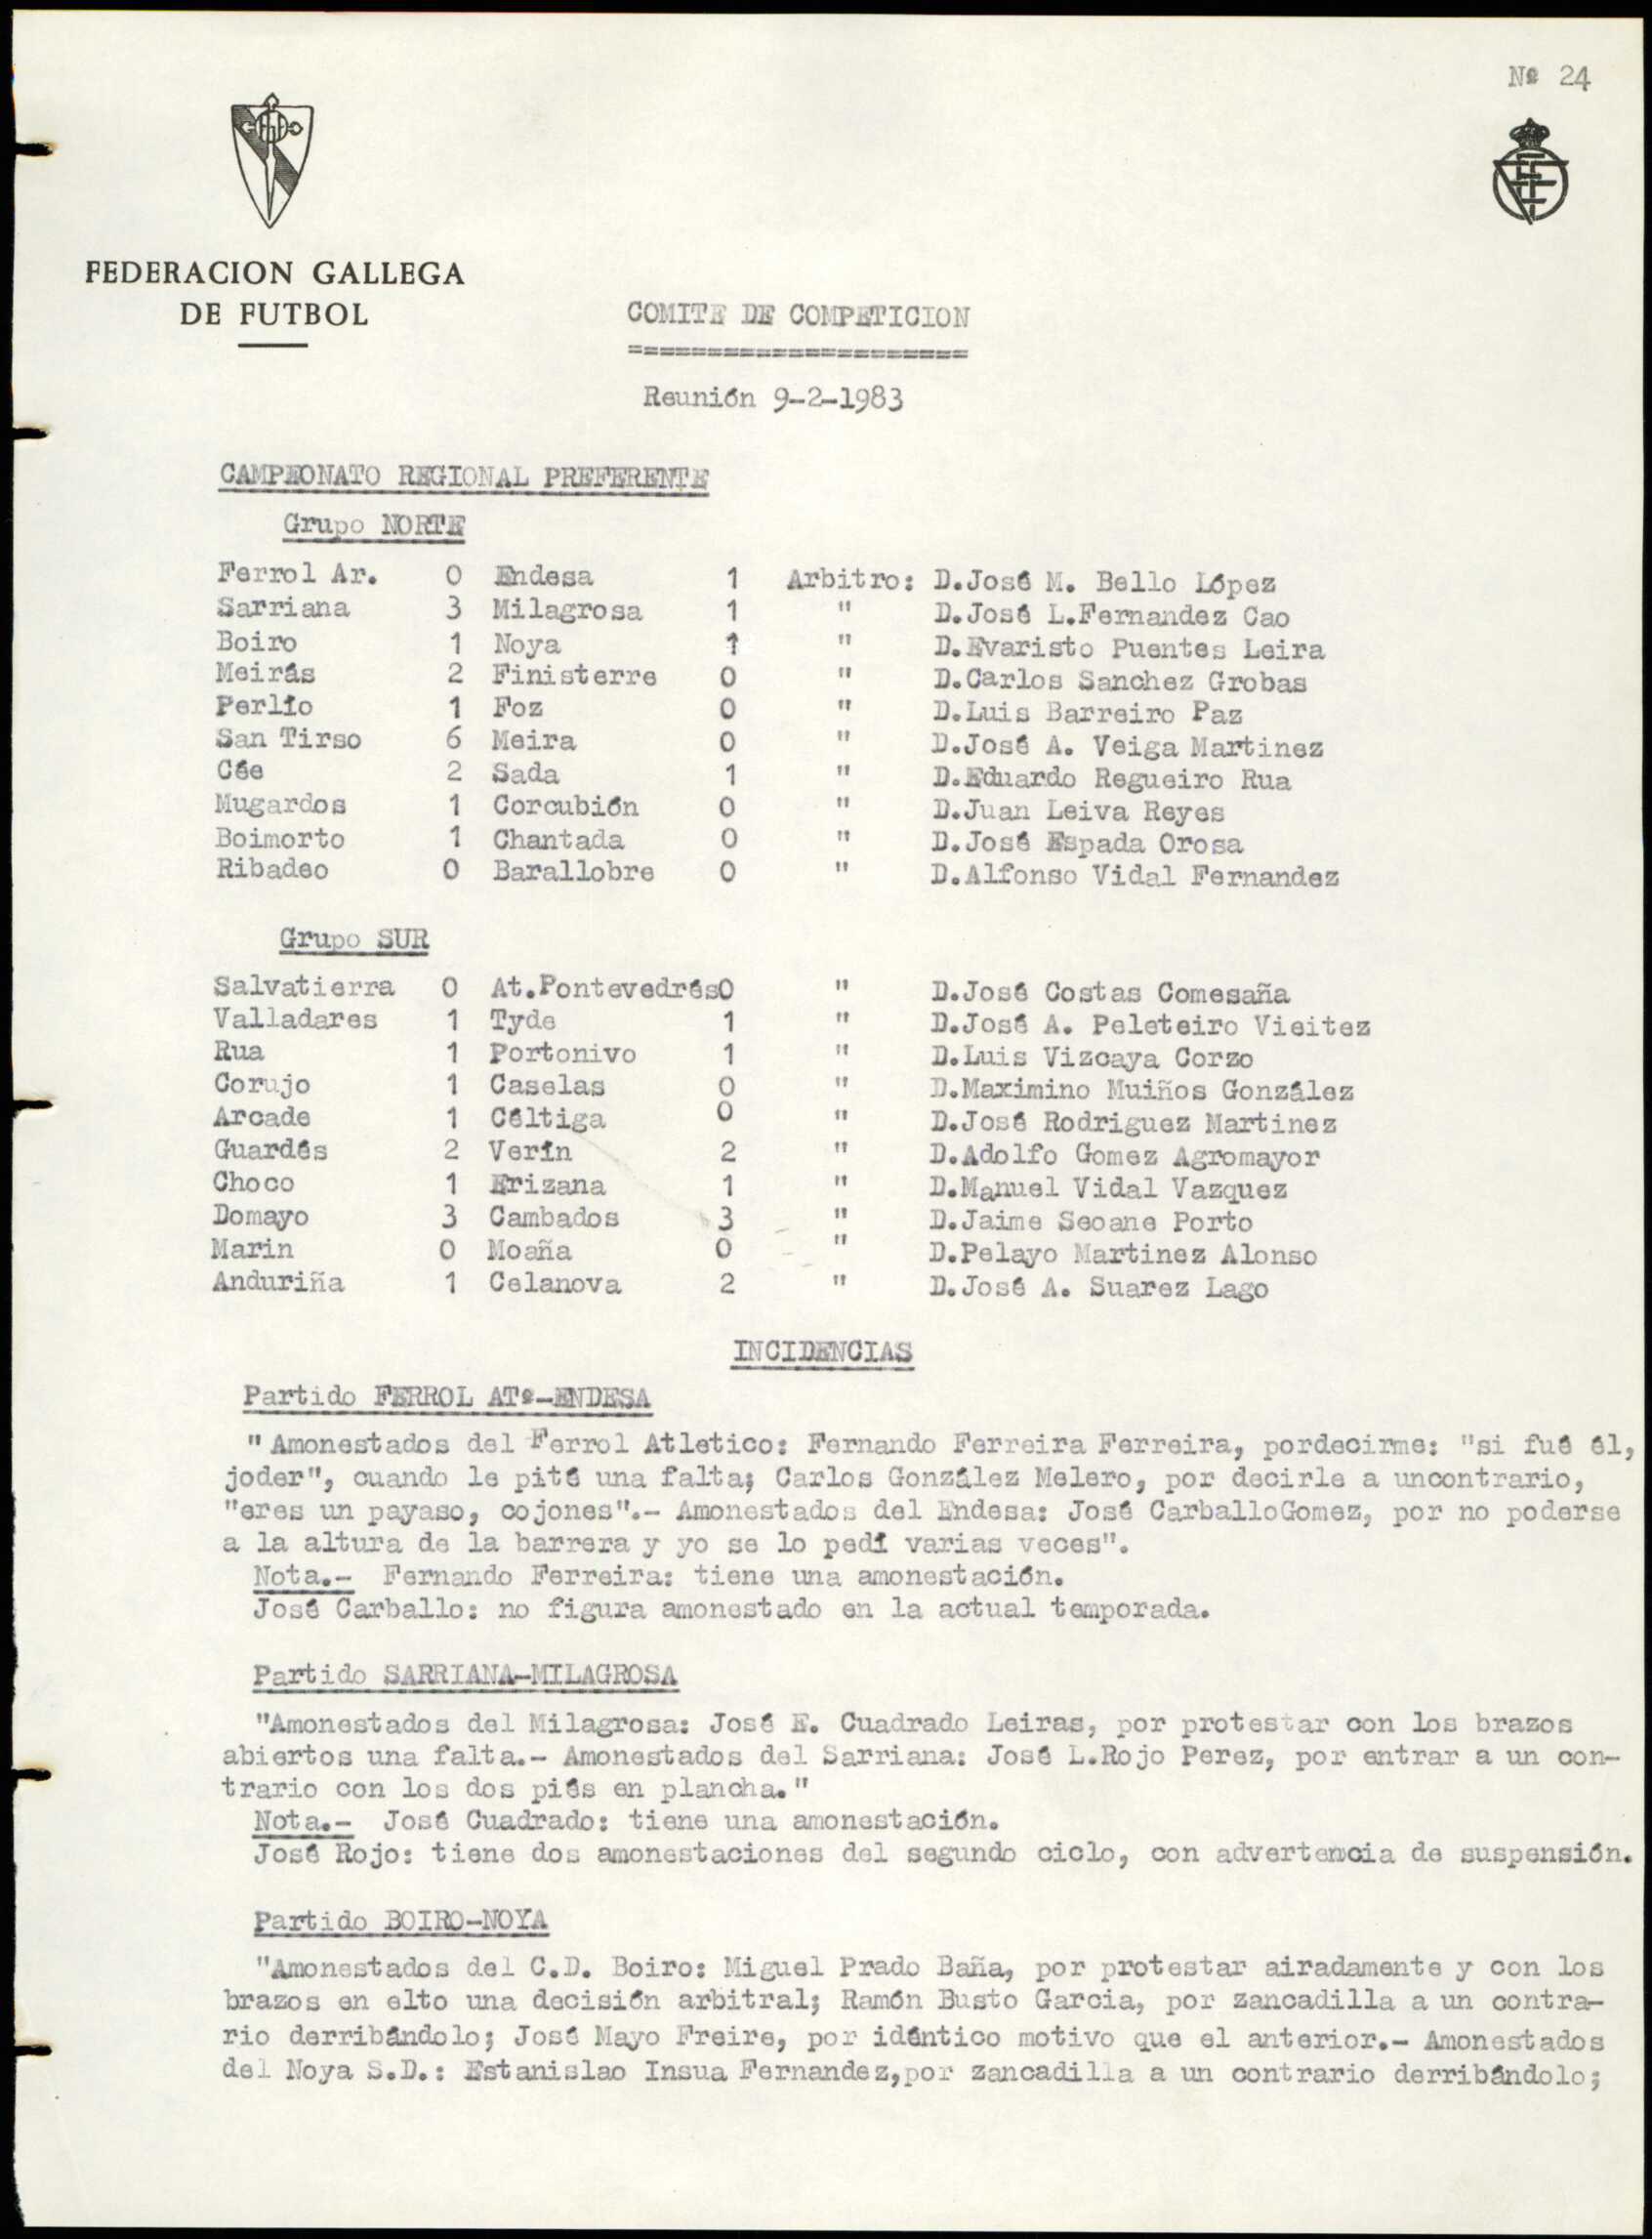 Nº 24
FEDERACION GALLEGA
DE FUTBOL
COMITE DE COMPETICION
=====================
Reunión 9-2-1983
CAMPEONATO REGIONAL PREFERENTE
Grupo NORTE
Ferrol Ar. 0 Endesa 1 Arbitro: D.José M. Bello López
Sarriana 3 Milagrosa 1 " D.José L.Fernandez Cao
Boiro 1 Noya 1 " D.Evaristo Puentes Leira
Meirás 2 Finisterre 0 " D.Carlos Sanchez Grobas
Perlío 1 Foz 0 " D.Luis Barreiro Paz
San Tirso 6 Meira 0 " D.José A. Veiga Martinez
Cée 2 Sada 1 " D.Eduardo Regueiro Rua
Mugardos 1 Corcubión 0 " D.Juan Leiva Reyes
Boimorto 1 Chantada 0 " D.José Espada Orosa
Ribadeo 0 Barallobre 0 " D.Alfonso Vidal Fernandez
Grupo SUR
Salvatierra 0 At.Pontevedrés0 " D.José Costas Comesaña
Valladares 1 Tyde 1 " D.José A. Peleteiro Vieitez
Rua 1 Portonivo 1 " D.Luis Vizcaya Corzo
Corujo 1 Caselas 0 " D.Maximino Muiños González
Arcade 1 Céltiga 0 " D.José Rodriguez Martinez
Guardés 2 Verín 2 " D.Adolfo Gomez Agromayor
Choco 1 Erizana 1 " D.Manuel Vidal Vazquez
Domayo 3 Cambados 3 " D.Jaime Seoane Porto
Marin 0 Moaña 0 " D.Pelayo Martinez Alonso
Anduriña 1 Celanova 2 " D.José A. Suarez Lago
INCIDENCIAS
Partido FERROL ATº-ENDESA
"Amonestados del Ferrol Atletico: Fernando Ferreira Ferreira, pordecirme: "si fué él,
joder", cuando le pité una falta; Carlos González Melero, por decirle a uncontrario,
"eres un payaso, cojones".- Amonestados del Endesa: José CarballoGomez, por no poderse
a la altura de la barrera y yo se lo pedí varias veces".
Nota.- Fernando Ferreira: tiene una amonestación.
José Carballo: no figura amonestado en la actual temporada.
Partido SARRIANA-MILAGROSA
"Amonestados del Milagrosa: José E. Cuadrado Leiras, por protestar con los brazos
abiertos una falta.- Amonestados del Sarriana: José L.Rojo Perez, por entrar a un con-
trario con los dos piés en plancha."
Nota.- José Cuadrado: tiene una amonestación.
José Rojo: tiene dos amonestaciones del segundo ciclo, con advertencia de suspensión.
Partido BOIRO-NOYA
"Amonestados del C.D. Boiro: Miguel Prado Baña, por protestar airadamente y con los
brazos en elto una decisión arbitral; Ramón Busto Garcia, por zancadilla a un contra-
rio derribándolo; José Mayo Freire, por idéntico motivo que el anterior.- Amonestados
del Noya S.D.: Estanislao Insua Fernandez,por zancadilla a un contrario derribándolo;